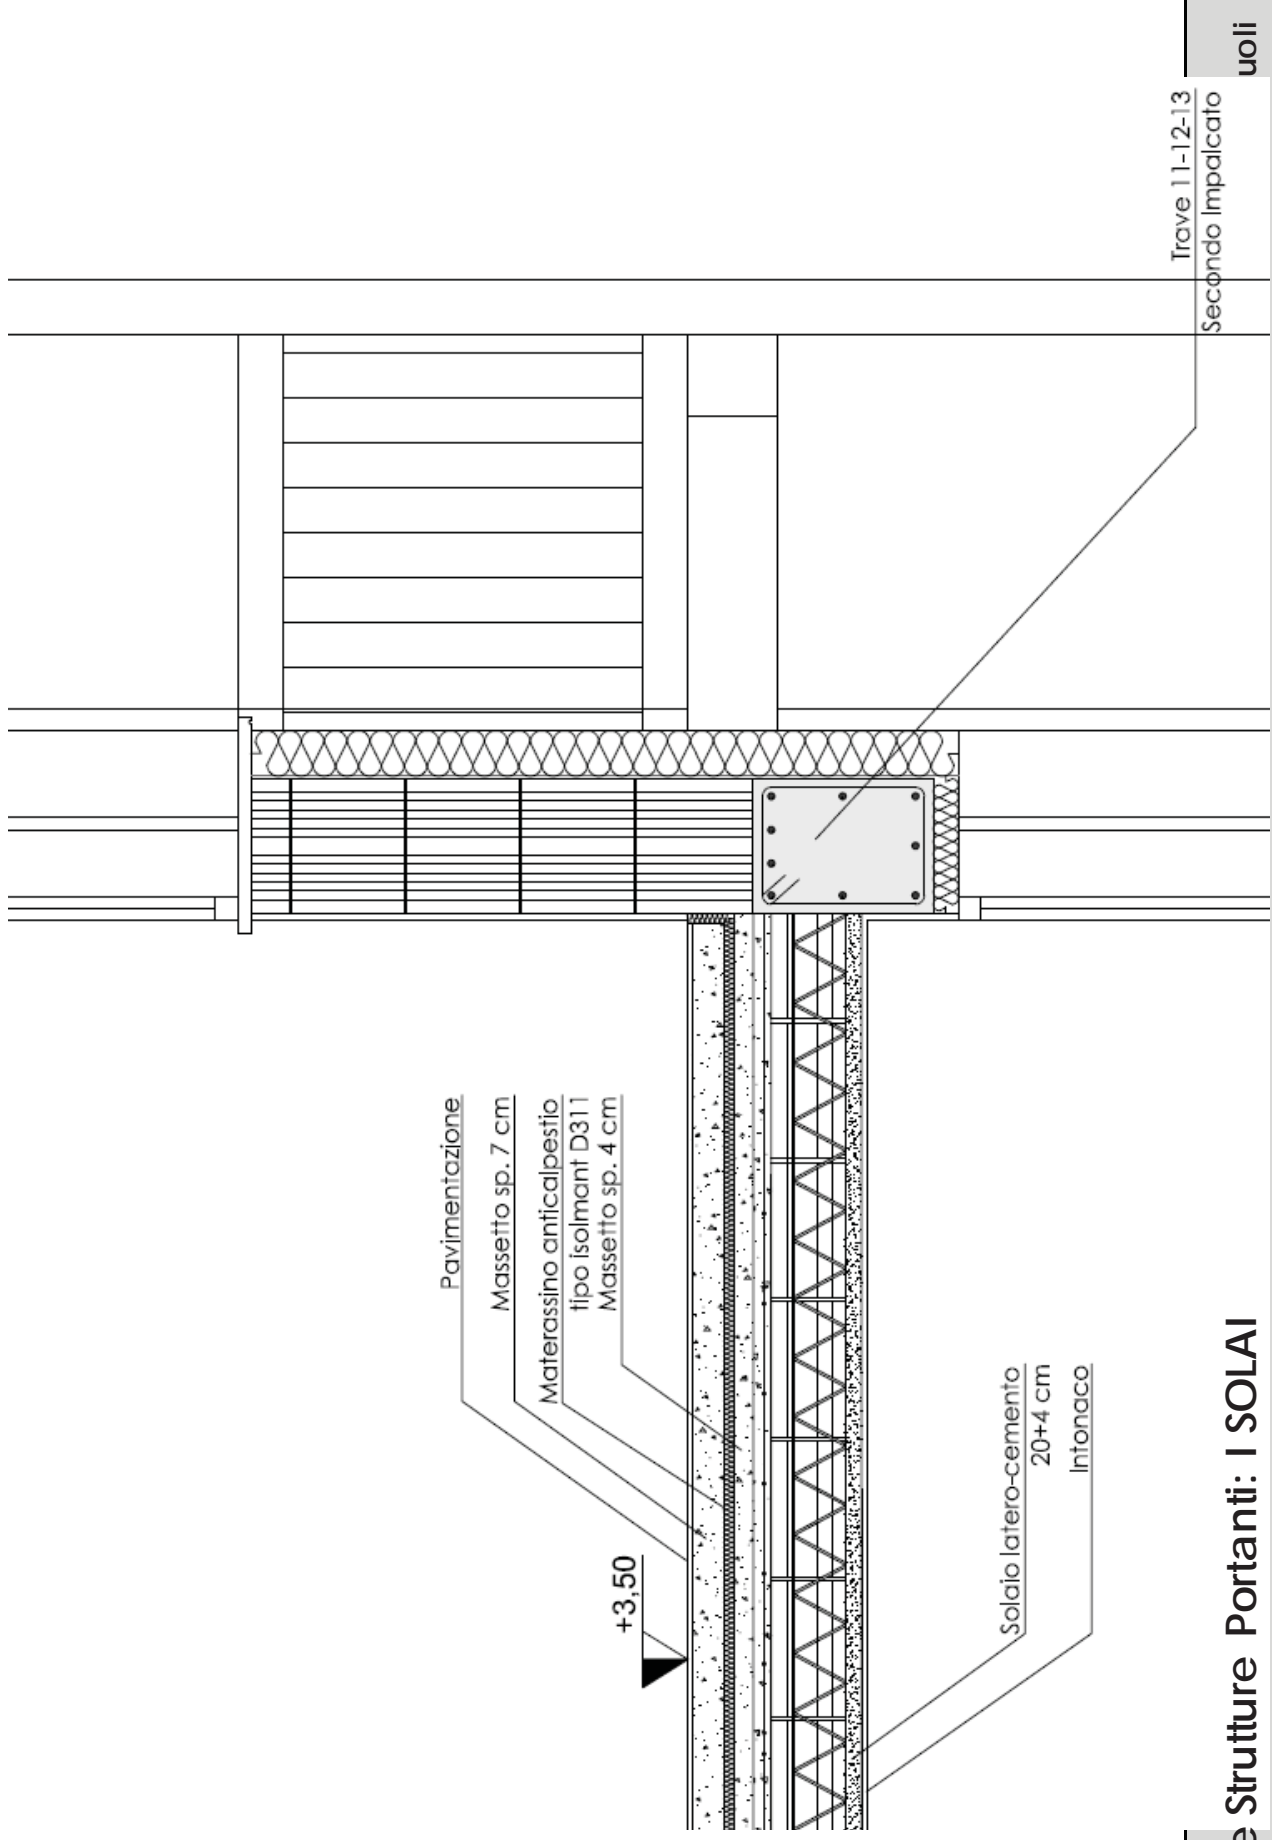 Pavimentazione
Massetto sp. 7 cm
Materassino anticalpestio
tipo isolmant D311
Massetto sp. 4 cm
+3,50
Trave 11-12-13
Secondo Impalcato
Solaio latero-cemento
20+4 cm
Intonaco
e Strutture Portanti: I SOLAI
uoli